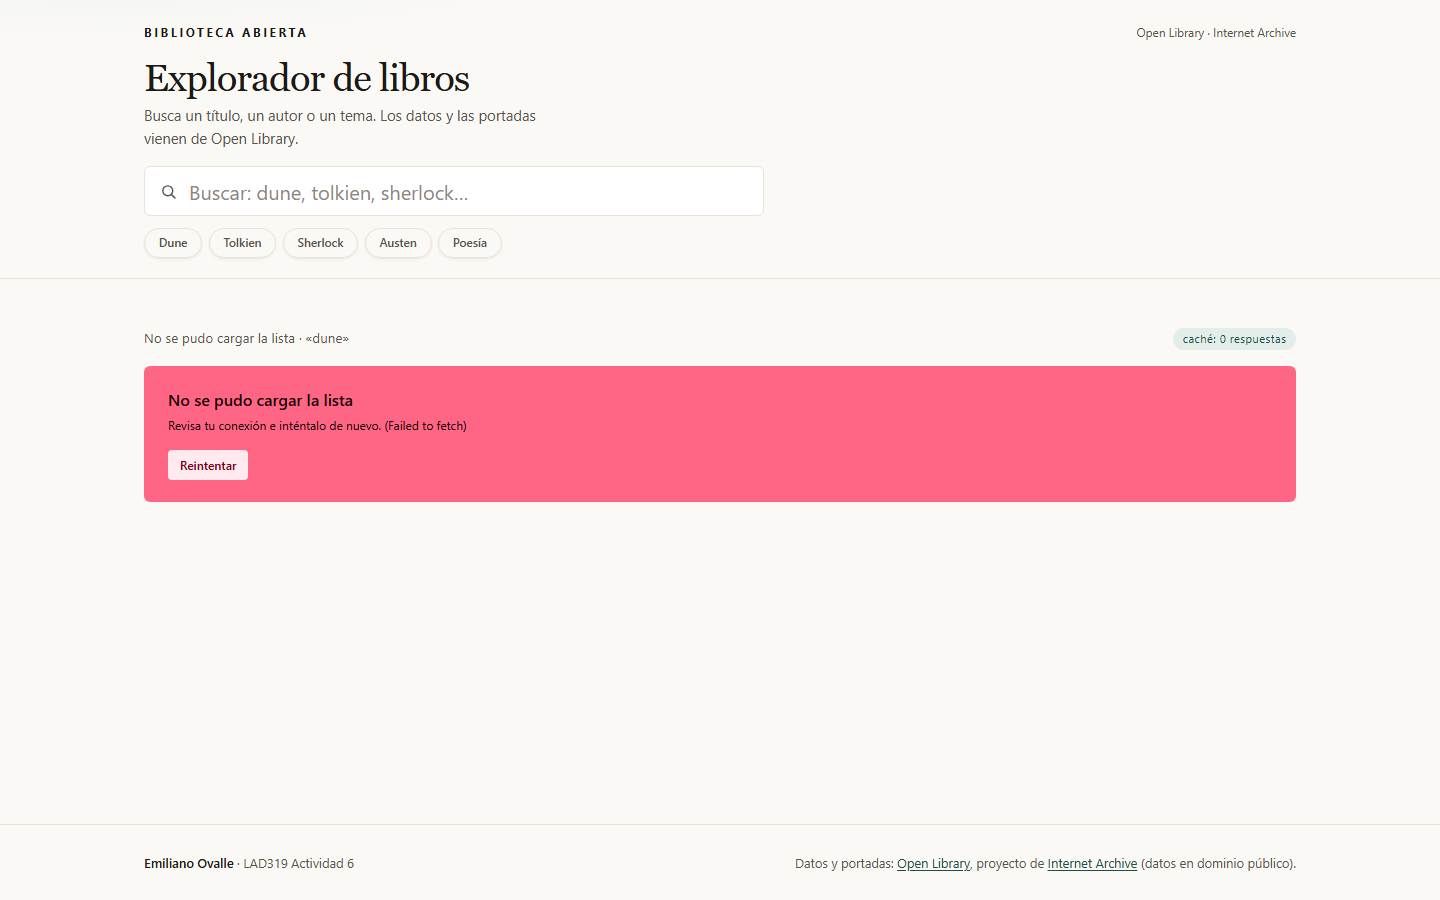 BIBLIOTECA ABIERTA
Open Library · Internet Archive
Explorador de libros
Busca un título, un autor o un tema. Los datos y las portadas
vienen de Open Library.
Buscar: dune, tolkien, sherlock…
Dune
Tolkien
Sherlock
Austen
Poesía
No se pudo cargar la lista · «dune»
caché: 0 respuestas
No se pudo cargar la lista
Revisa tu conexión e inténtalo de nuevo. (Failed to fetch)
Reintentar
Emiliano Ovalle · LAD319 Actividad 6
Datos y portadas: Open Library, proyecto de Internet Archive (datos en dominio público).